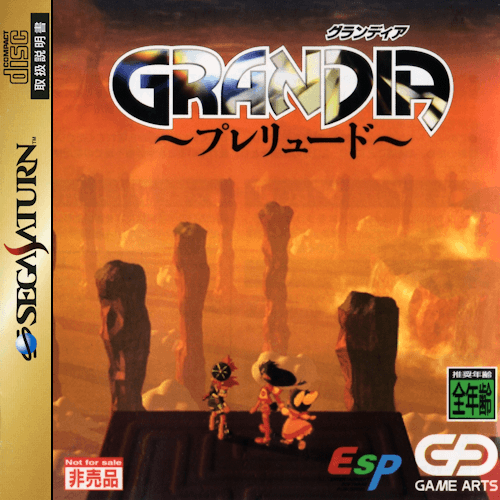 COMPACT
disc
取扱説明書
SEGA SATURN™
グランディア
GRANDIA
～プレリュード～
推奨年齢
全年齢
Not for sale
非売品
Esp
GAME ARTS